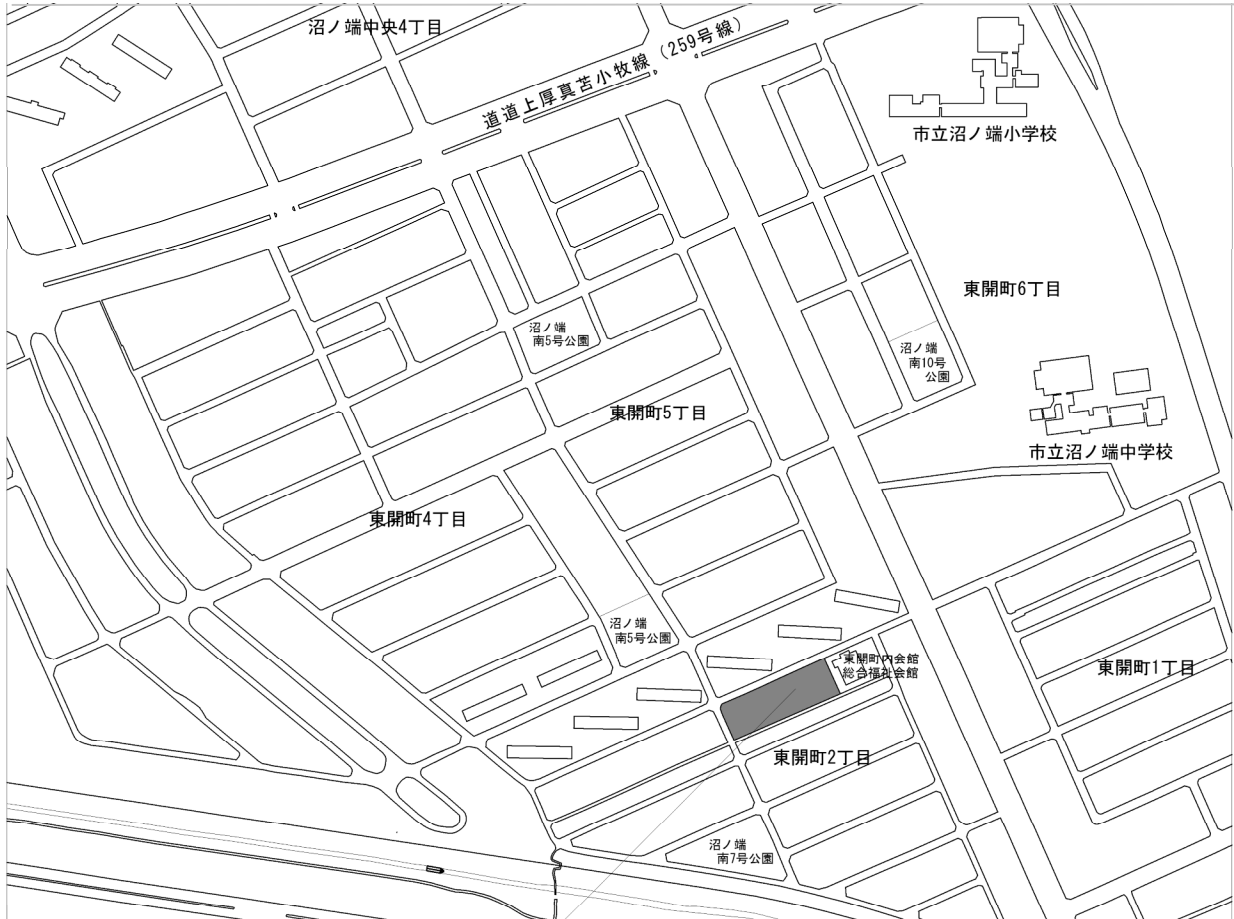 沼ノ端中央4丁目
道道上厚真苫小牧線（259号線）
市立沼ノ端小学校
東開町6丁目
沼ノ端
南5号公園
沼ノ端
南10号
公園
東開町5丁目
市立沼ノ端中学校
東開町4丁目
沼ノ端
南5号公園
東開町内会館
総合福祉会館
東開町1丁目
東開町2丁目
沼ノ端
南7号公園